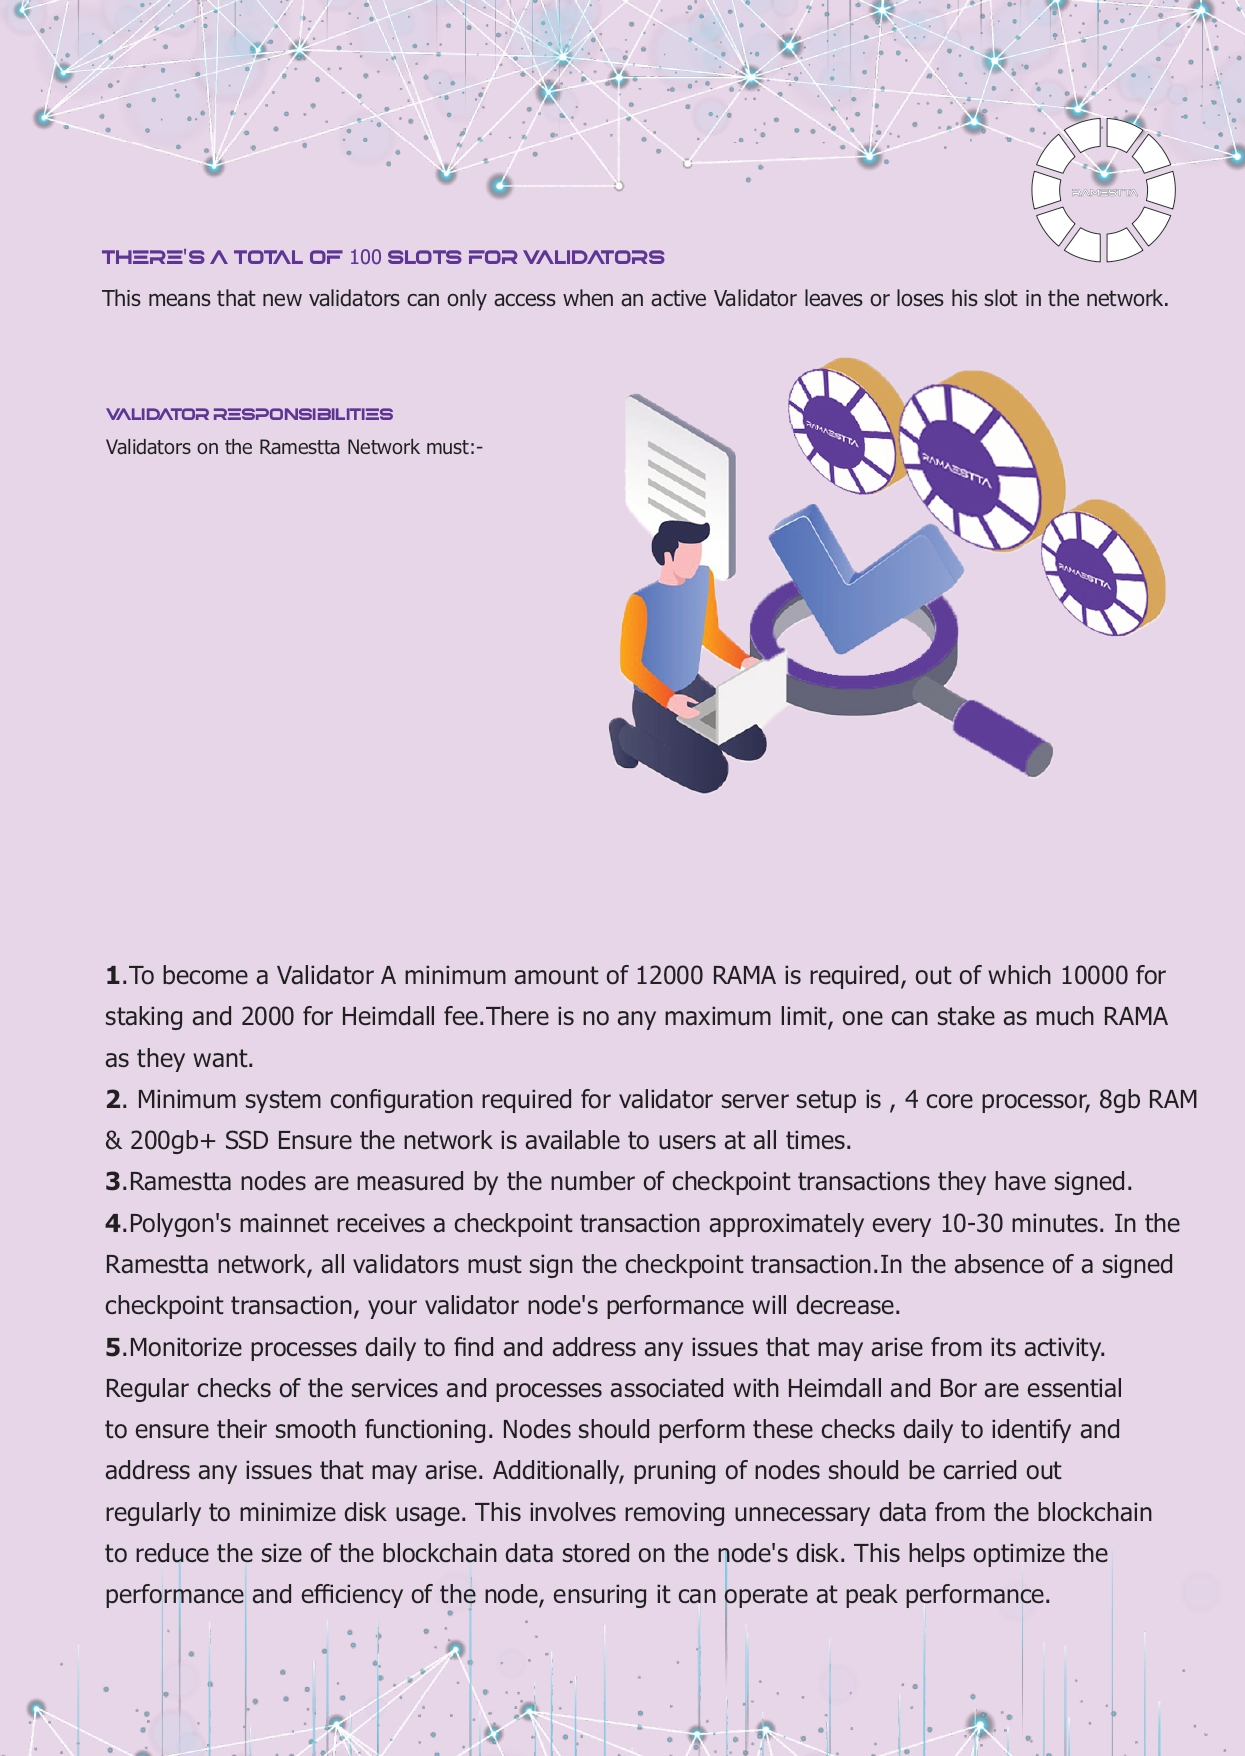 RAMESTTA
THERE'S A TOTAL OF 100 SLOTS FOR VALIDATORS
This means that new validators can only access when an active Validator leaves or loses his slot in the network.
VALIDATOR RESPONSIBILITIES
Validators on the Ramestta Network must:-
RAMAESTTA
RAMAESTTA
RAMAESTTA
1.To become a Validator A minimum amount of 12000 RAMA is required, out of which 10000 for
staking and 2000 for Heimdall fee.There is no any maximum limit, one can stake as much RAMA
as they want.
2. Minimum system configuration required for validator server setup is , 4 core processor, 8gb RAM
& 200gb+ SSD Ensure the network is available to users at all times.
3.Ramestta nodes are measured by the number of checkpoint transactions they have signed.
4.Polygon's mainnet receives a checkpoint transaction approximately every 10-30 minutes. In the
Ramestta network, all validators must sign the checkpoint transaction.In the absence of a signed
checkpoint transaction, your validator node's performance will decrease.
5.Monitorize processes daily to find and address any issues that may arise from its activity.
Regular checks of the services and processes associated with Heimdall and Bor are essential
to ensure their smooth functioning. Nodes should perform these checks daily to identify and
address any issues that may arise. Additionally, pruning of nodes should be carried out
regularly to minimize disk usage. This involves removing unnecessary data from the blockchain
to reduce the size of the blockchain data stored on the node's disk. This helps optimize the
performance and efficiency of the node, ensuring it can operate at peak performance.